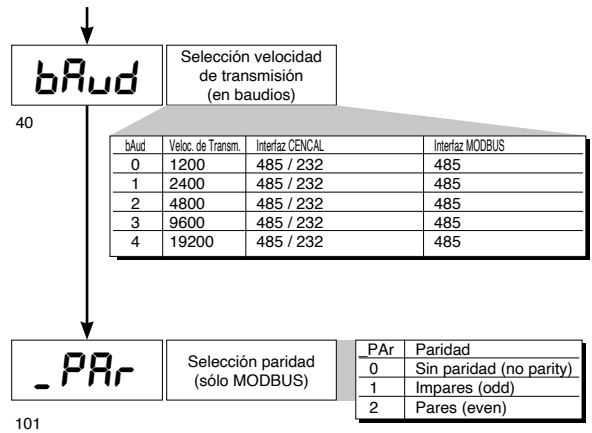 bAud
Selección velocidad
de transmisión
(en baudios)
40
bAud Veloc. de Transm. Interfaz CENCAL Interfaz MODBUS
0 1200 485 / 232 485
1 2400 485 / 232 485
2 4800 485 / 232 485
3 9600 485 / 232 485
4 19200 485 / 232 485
_PAr
Selección paridad
(sólo MODBUS)
_PAr Paridad
0 Sin paridad (no parity)
1 Impares (odd)
2 Pares (even)
101